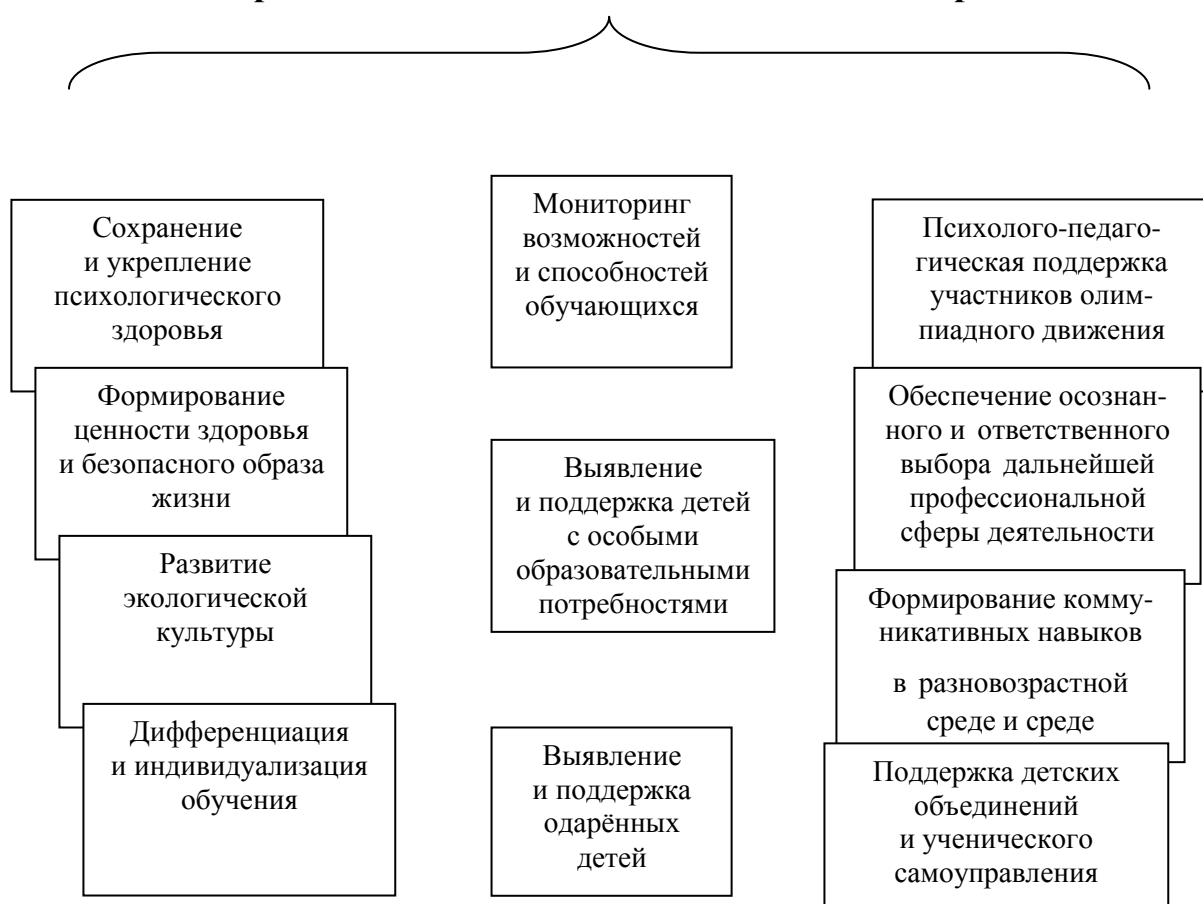 Сохранение
и укрепление
психологического
здоровья
Формирование
ценности здоровья
и безопасного образа
жизни
Развитие
экологической
культуры
Дифференциация
и индивидуализация
обучения
Мониторинг
возможностей
и способностей
обучающихся
Выявление
и поддержка детей
с особыми
образовательными
потребностями
Выявление
и поддержка
одарённых
детей
Психолого-педаго-
гическая поддержка
участников олим-
пиадного движения
Обеспечение осознан-
ного и ответственного
выбора дальнейшей
профессиональной
сферы деятельности
Формирование комму-
никативных навыков
в разновозрастной
среде и среде
Поддержка детских
объединений
и ученического
самоуправления